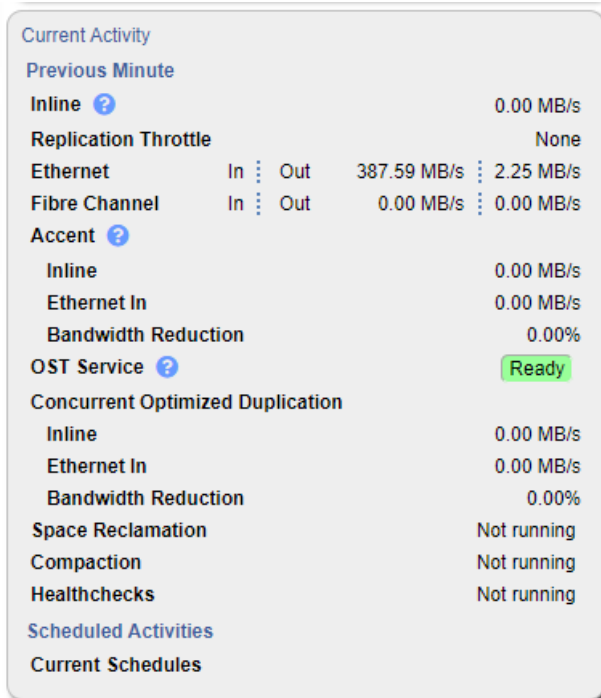 Current Activity
Previous Minute
Inline ? 0.00 MB/s
Replication Throttle None
Ethernet In Out 387.59 MB/s 2.25 MB/s
Fibre Channel In Out 0.00 MB/s 0.00 MB/s
Accent ?
Inline 0.00 MB/s
Ethernet In 0.00 MB/s
Bandwidth Reduction 0.00%
OST Service ? Ready
Concurrent Optimized Duplication
Inline 0.00 MB/s
Ethernet In 0.00 MB/s
Bandwidth Reduction 0.00%
Space Reclamation Not running
Compaction Not running
Healthchecks Not running
Scheduled Activities
Current Schedules